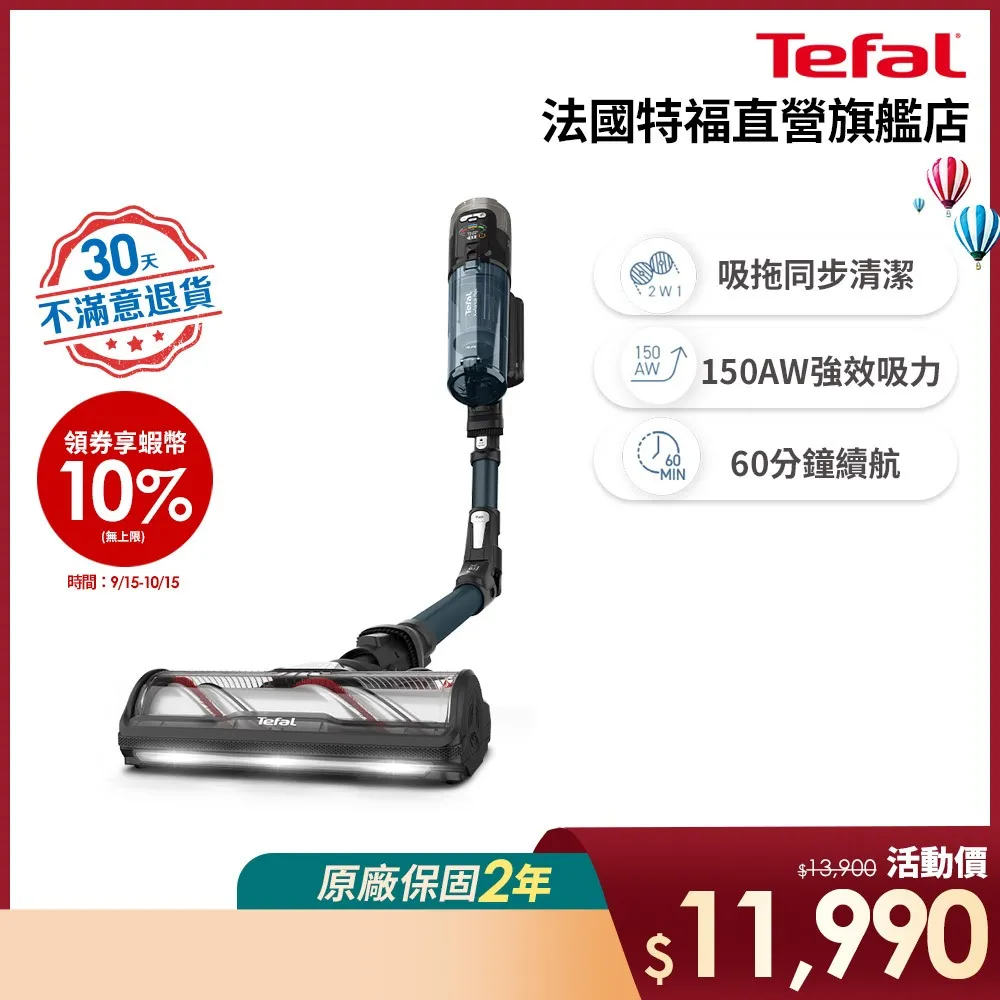 Tefal
法國特福直營旗艦店
30天
不滿意退貨
2W1
吸拖同步清潔
150
AW
150AW強效吸力
60
MIN
60分鐘續航
領券享蝦幣
10%
(無上限)
時間：9/15-10/15
Tefal
Tefal
原廠保固2年
$13,900 活動價
$11,990